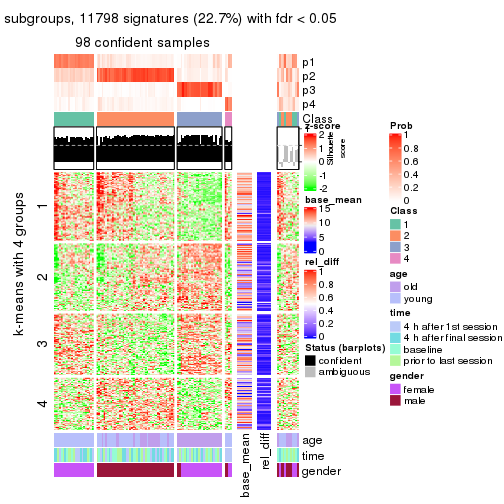 subgroups, 11798 signatures (22.7%) with fdr < 0.05
98 confident samples
p1
p2
p3
p4
Class
z-score
2
1
0
-1
-2
Silhouette
score
base_mean
15
10
5
0
rel_diff
1
0.8
0.6
0.4
0.2
0
Status (barplots)
confident
ambiguous
Prob
1
0.8
0.6
0.4
0.2
0
Class
1
2
3
4
age
old
young
time
4 h after 1st session
4 h after final session
baseline
prior to last session
gender
female
male
k-means with 4 groups
1
2
3
4
age
time
gender
base_mean
rel_diff